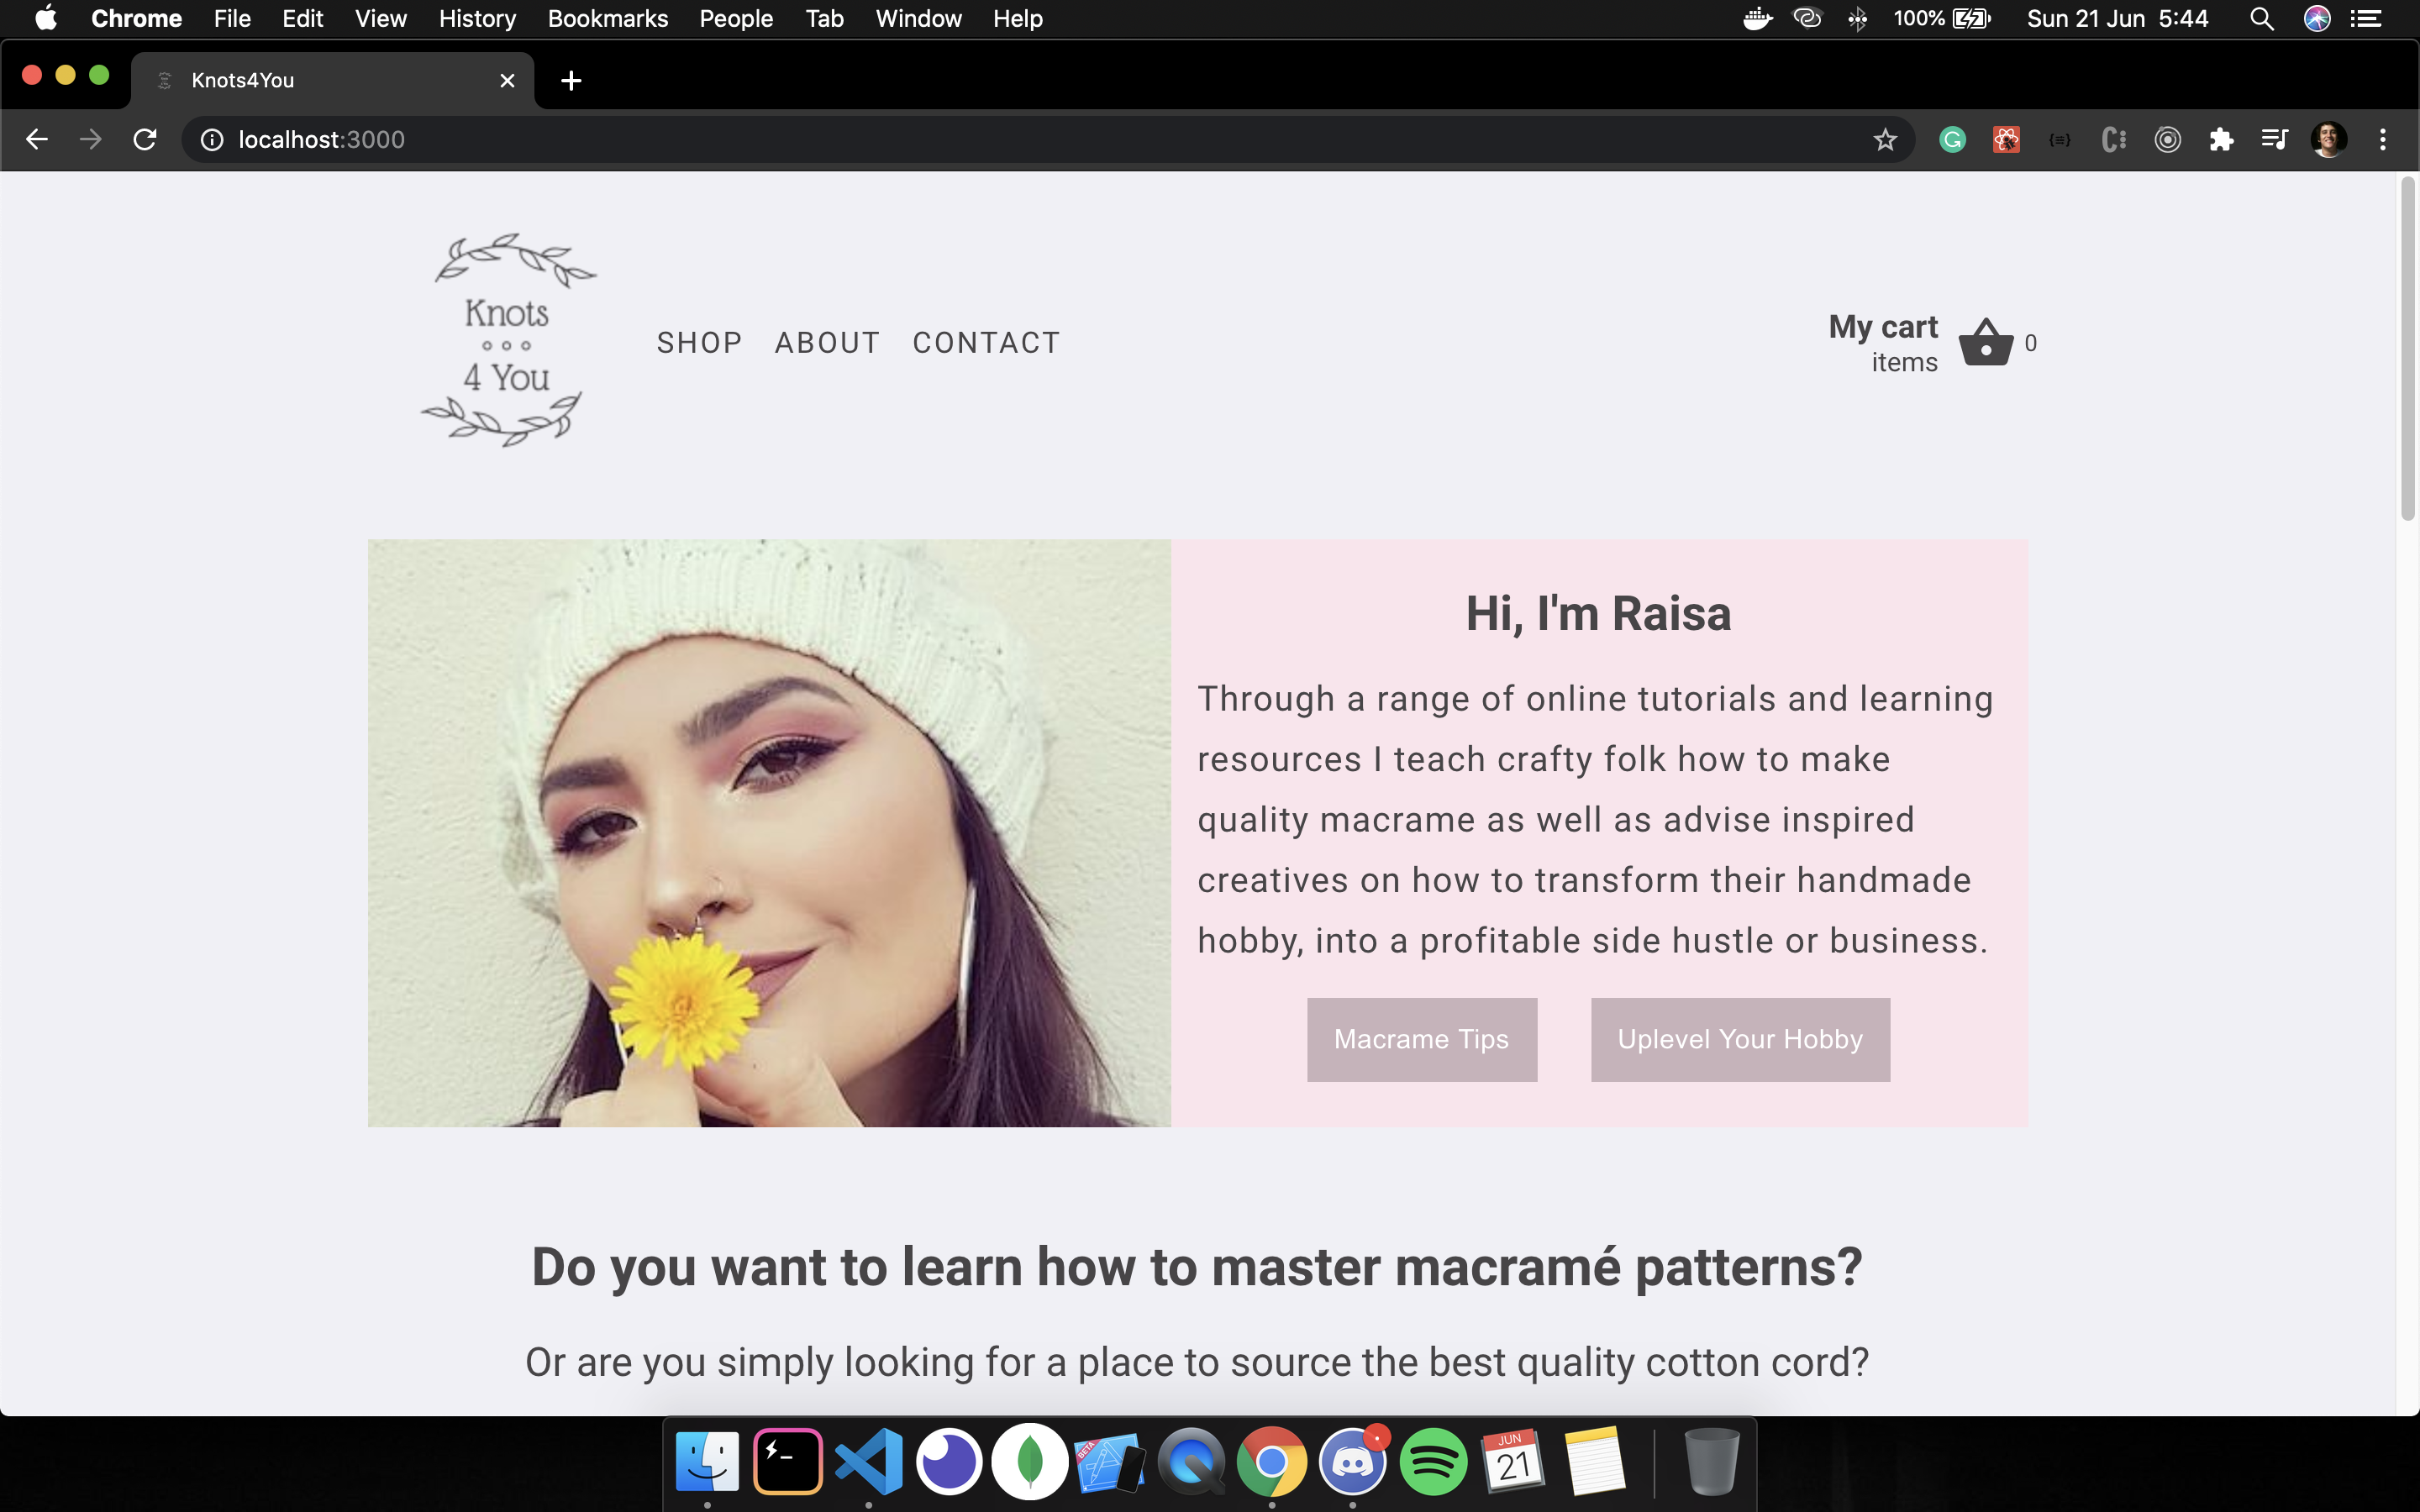 Chrome File Edit View History Bookmarks People Tab Window Help 100% Sun 21 Jun 5:44
Knots4You
localhost:3000
Knots
4 You
SHOP ABOUT CONTACT
My cart
items
0
Hi, I'm Raisa
Through a range of online tutorials and learning
resources I teach crafty folk how to make
quality macrame as well as advise inspired
creatives on how to transform their handmade
hobby, into a profitable side hustle or business.
Macrame Tips
Uplevel Your Hobby
Do you want to learn how to master macramé patterns?
Or are you simply looking for a place to source the best quality cotton cord?
BETA
JUN
21